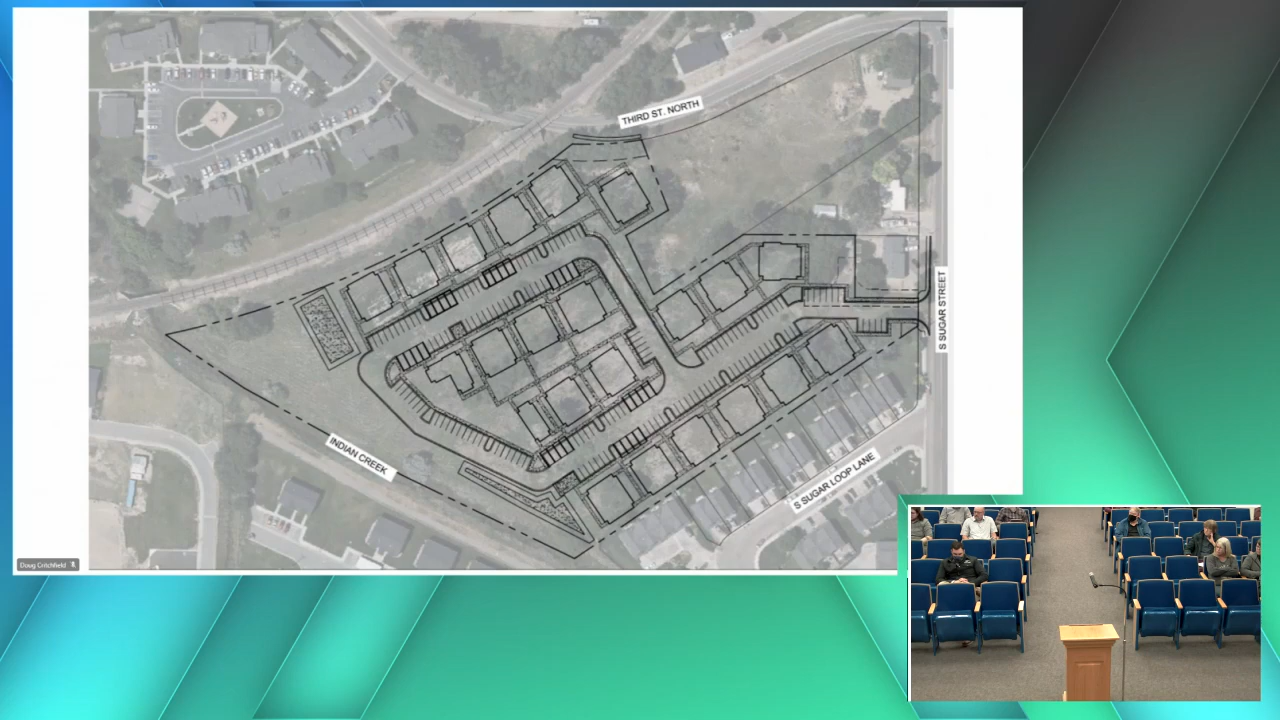 THIRD ST. NORTH
S SUGAR STREET
INDIAN CREEK
S SUGAR LOOP LANE
Doug Critchfield